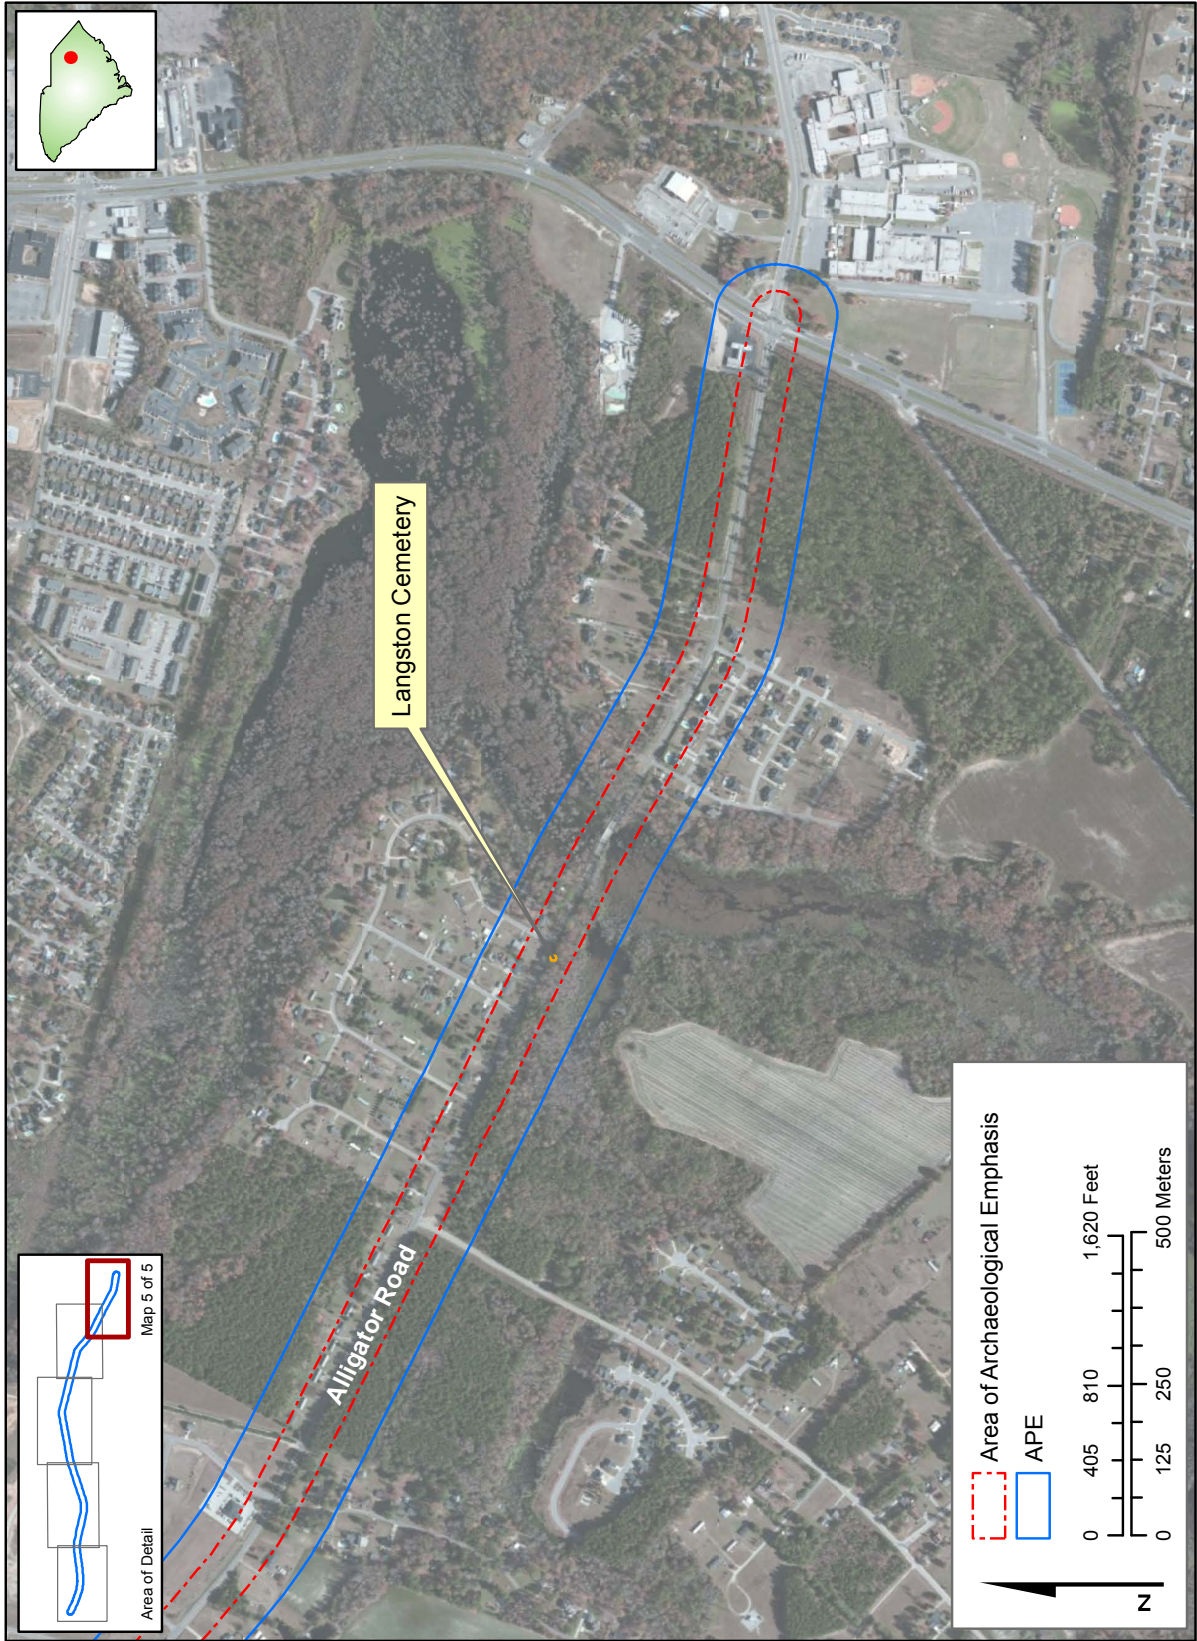 Area of Detail
Map 5 of 5
Langston Cemetery
Alligator Road
Area of Archaeological Emphasis
APE
0 405 810 1,620 Feet
0 125 250 500 Meters
N